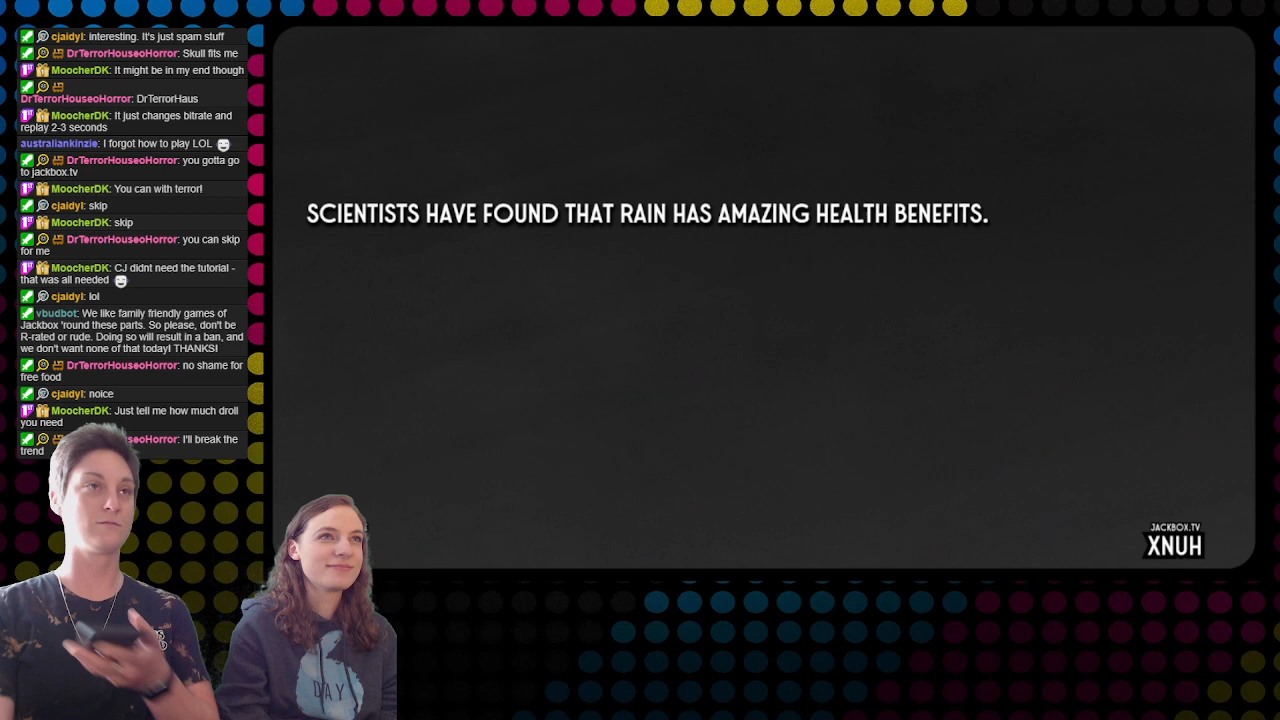 cjaidyl: interesting. It's just spam stuff
DrTerrorHouseoHorror: Skull fits me
MoocherDK: It might be in my end though
DrTerrorHouseoHorror: DrTerrorHaus
MoocherDK: It just changes bitrate and
replay 2-3 seconds
australiankinzie: I forgot how to play LOL
DrTerrorHouseoHorror: you gotta go
to jackbox.tv
MoocherDK: You can with terror!
cjaidyl: skip
MoocherDK: skip
DrTerrorHouseoHorror: you can skip
for me
MoocherDK: CJ didnt need the tutorial -
that was all needed
cjaidyl: lol
vbudbot: We like family friendly games of
Jackbox 'round these parts. So please, don't be
R-rated or rude. Doing so will result in a ban, and
we don't want none of that today! THANKS!
DrTerrorHouseoHorror: no shame for
free food
cjaidyl: noice
MoocherDK: Just tell me how much droll
you need
seoHorror: I'll break the
trend
SCIENTISTS HAVE FOUND THAT RAIN HAS AMAZING HEALTH BENEFITS.
JACKBOX.TV
XNUH
DAY